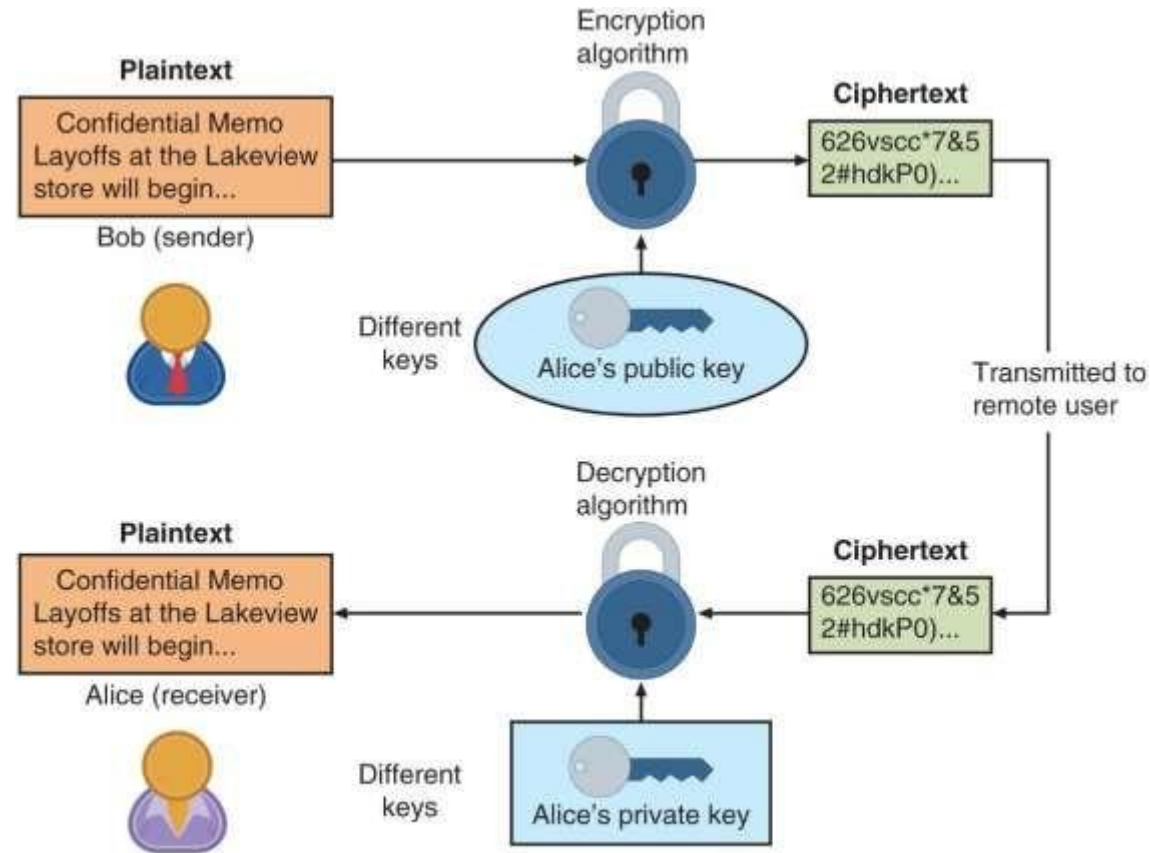 Encryption
algorithm
Plaintext
Confidential Memo
Layoffs at the Lakeview
store will begin...
Bob (sender)
Ciphertext
626vscc*7&5
2#hdkP0)...
Different
keys
Alice's public key
Transmitted to
remote user
Decryption
algorithm
Plaintext
Confidential Memo
Layoffs at the Lakeview
store will begin...
Alice (receiver)
Ciphertext
626vscc*7&5
2#hdkP0)...
Different
keys
Alice's private key